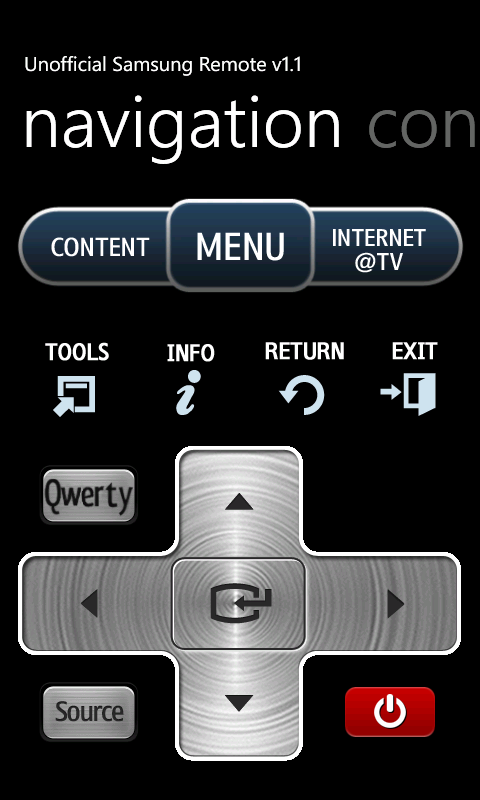 Unofficial Samsung Remote v1.1
navigation con
CONTENT
MENU
INTERNET
@TV
TOOLS
INFO
RETURN
EXIT
Qwerty
Source